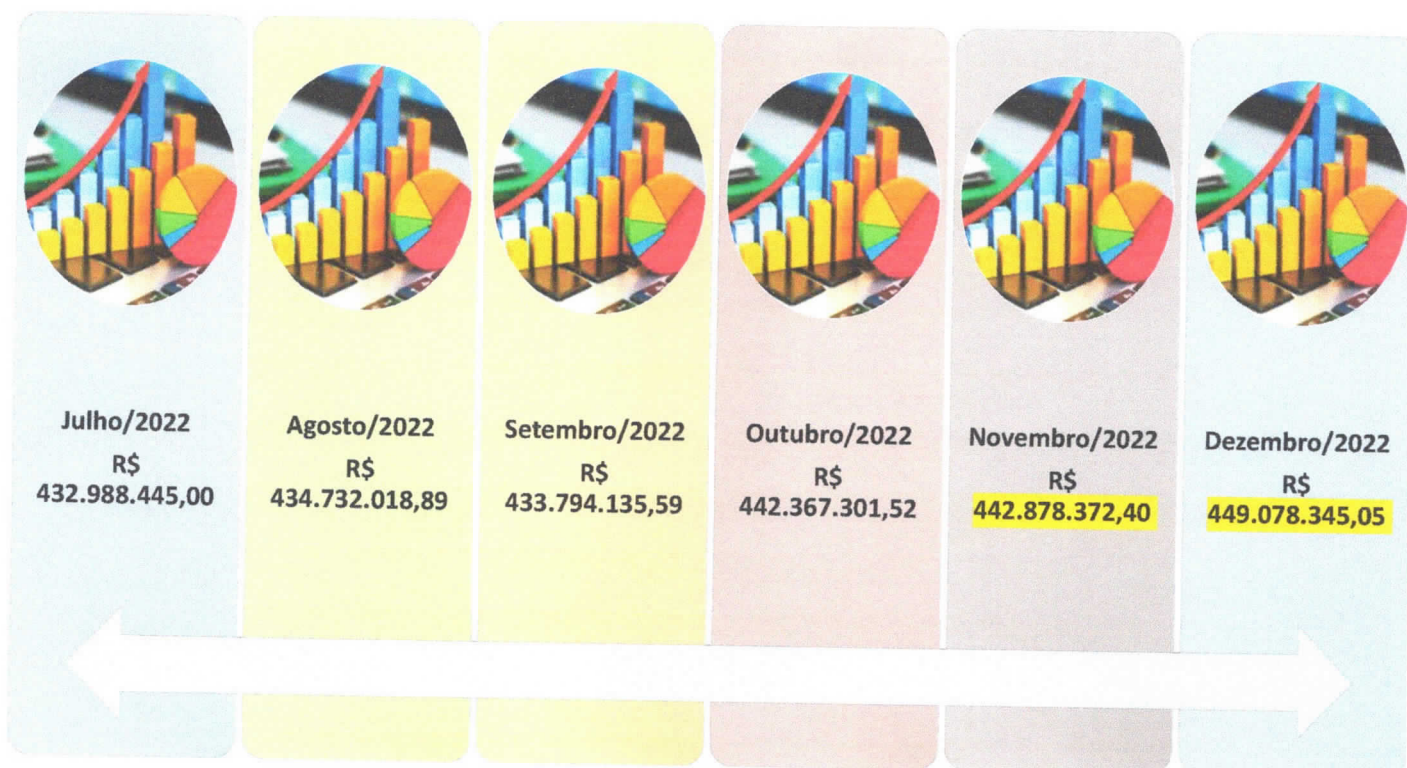 Julho/2022
R$
432.988.445,00
Agosto/2022
R$
434.732.018,89
Setembro/2022
R$
433.794.135,59
Outubro/2022
R$
442.367.301,52
Novembro/2022
R$
442.878.372,40
Dezembro/2022
R$
449.078.345,05